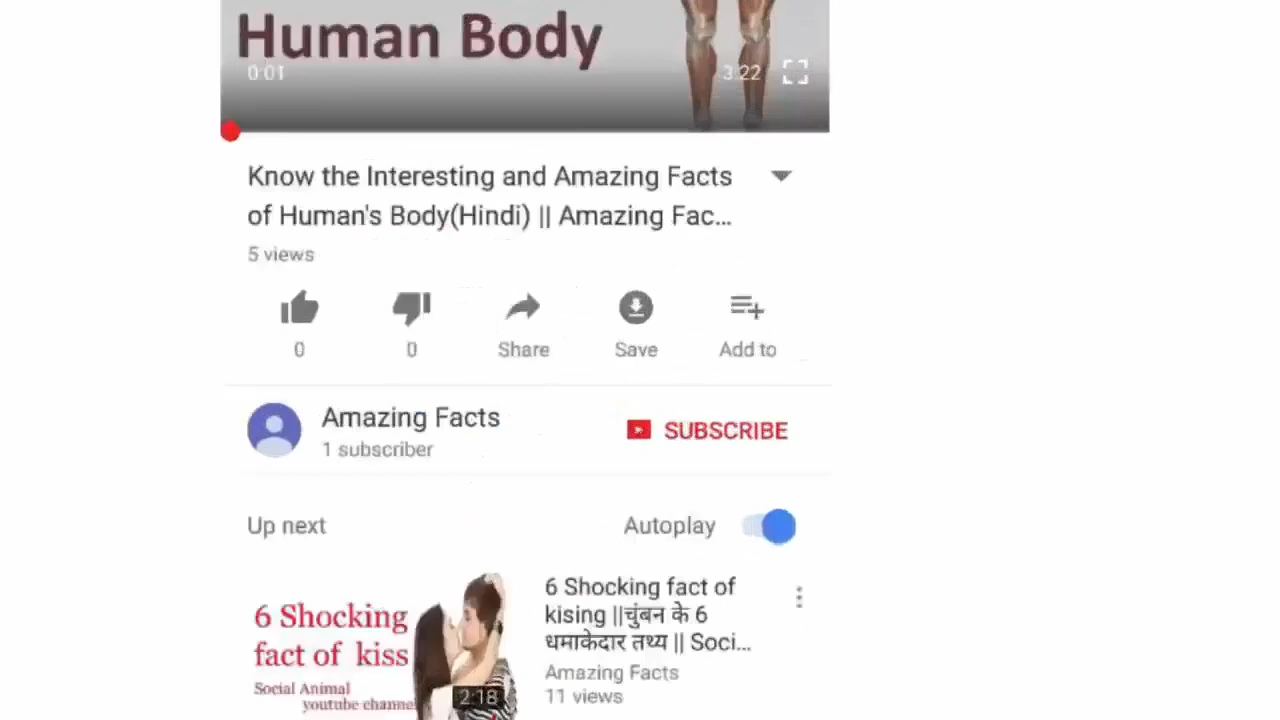 Human Body
0:01
3:22
Know the Interesting and Amazing Facts
of Human's Body(Hindi) || Amazing Fac...
5 views
0
0
Share
Save
Add to
Amazing Facts
1 subscriber
SUBSCRIBE
Up next
Autoplay
6 Shocking
fact of kiss
Social Animal
youtube channel
2:18
6 Shocking fact of
kising ||चुंबन के 6
धमाकेदार तथ्य || Soci...
Amazing Facts
11 views